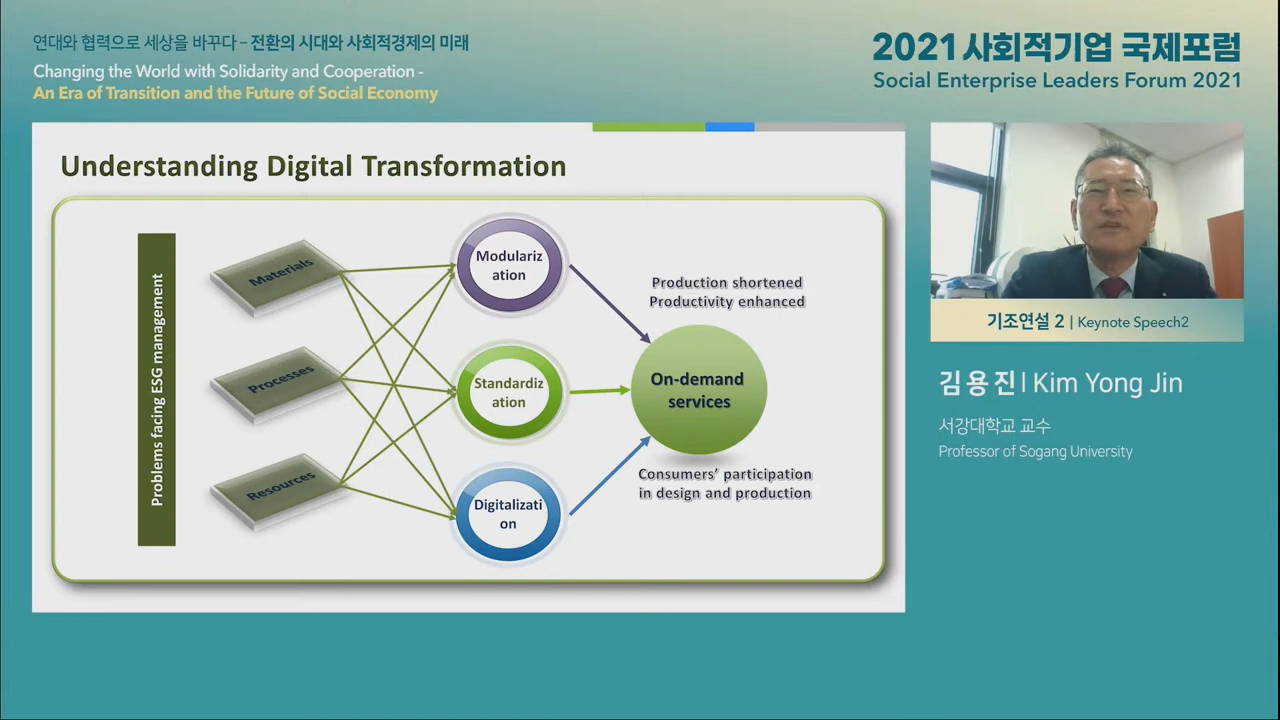 연대와 협력으로 세상을 바꾸다 – 전환의 시대와 사회적경제의 미래
Changing the World with Solidarity and Cooperation -
An Era of Transition and the Future of Social Economy
2021 사회적기업 국제포럼
Social Enterprise Leaders Forum 2021
Understanding Digital Transformation
Problems facing ESG management
Materials
Processes
Resources
Modulariz
ation
Standardiz
ation
Digitalizati
on
Production shortened
Productivity enhanced
On-demand
services
Consumers’ participation
in design and production
기조연설 2 | Keynote Speech2
김용진 | Kim Yong Jin
서강대학교 교수
Professor of Sogang University